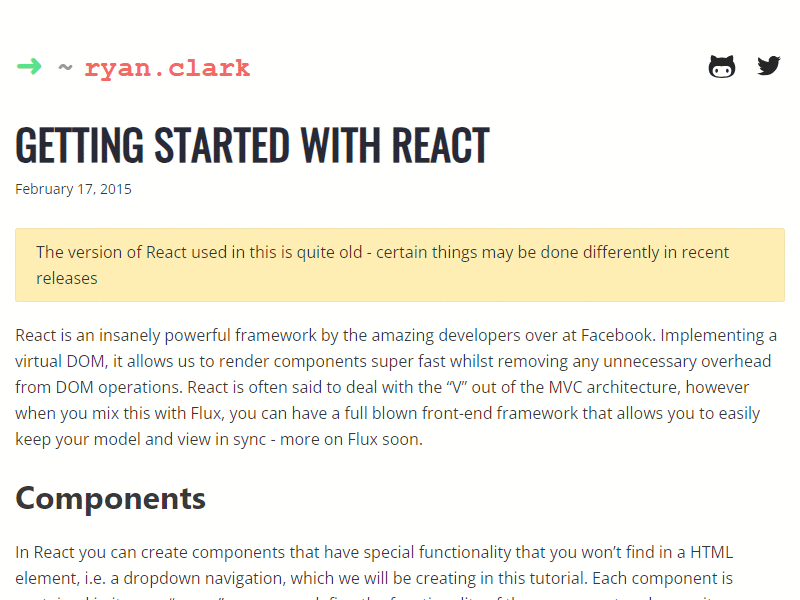 ➜ ~ ryan.clark
GETTING STARTED WITH REACT
February 17, 2015
The version of React used in this is quite old - certain things may be done differently in recent
releases
React is an insanely powerful framework by the amazing developers over at Facebook. Implementing a
virtual DOM, it allows us to render components super fast whilst removing any unnecessary overhead
from DOM operations. React is often said to deal with the “V” out of the MVC architecture, however
when you mix this with Flux, you can have a full blown front-end framework that allows you to easily
keep your model and view in sync - more on Flux soon.
Components
In React you can create components that have special functionality that you won’t find in a HTML
element, i.e. a dropdown navigation, which we will be creating in this tutorial. Each component is